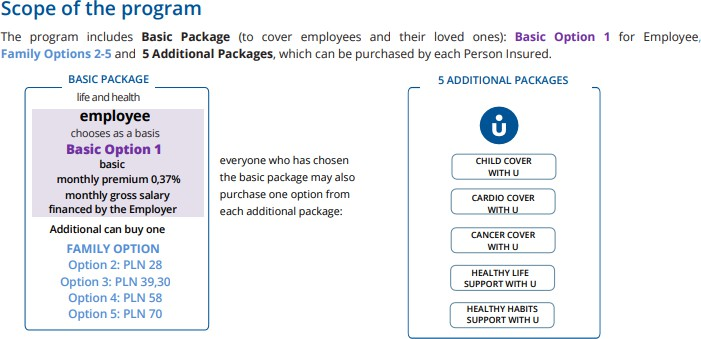 Scope of the program
The program includes Basic Package (to cover employees and their loved ones): Basic Option 1 for Employee,
Family Options 2-5 and 5 Additional Packages, which can be purchased by each Person Insured.
BASIC PACKAGE
life and health
employee
chooses as a basis
Basic Option 1
basic
monthly premium 0,37%
monthly gross salary
financed by the Employer
Additional can buy one
FAMILY OPTION
Option 2: PLN 28
Option 3: PLN 39,30
Option 4: PLN 58
Option 5: PLN 70
everyone who has chosen
the basic package may also
purchase one option from
each additional package:
5 ADDITIONAL PACKAGES
CHILD COVER
WITH U
CARDIO COVER
WITH U
CANCER COVER
WITH U
HEALTHY LIFE
SUPPORT WITH U
HEALTHY HABITS
SUPPORT WITH U